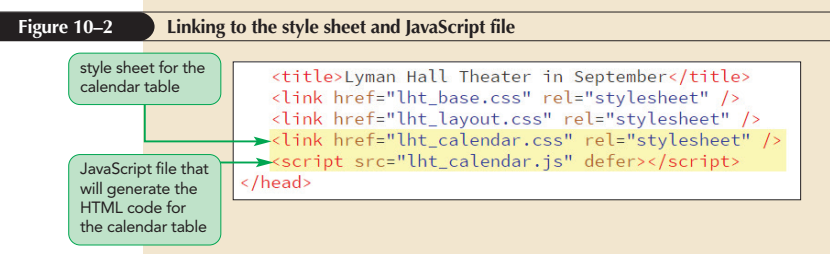 Figure 10–2 Linking to the style sheet and JavaScript file
style sheet for the
calendar table
<title>Lyman Hall Theater in September</title>
<link href="lht_base.css" rel="stylesheet" />
<link href="lht_layout.css" rel="stylesheet" />
<link href="lht_calendar.css" rel="stylesheet" />
<script src="lht_calendar.js" defer></script>
</head>
JavaScript file that
will generate the
HTML code for
the calendar table